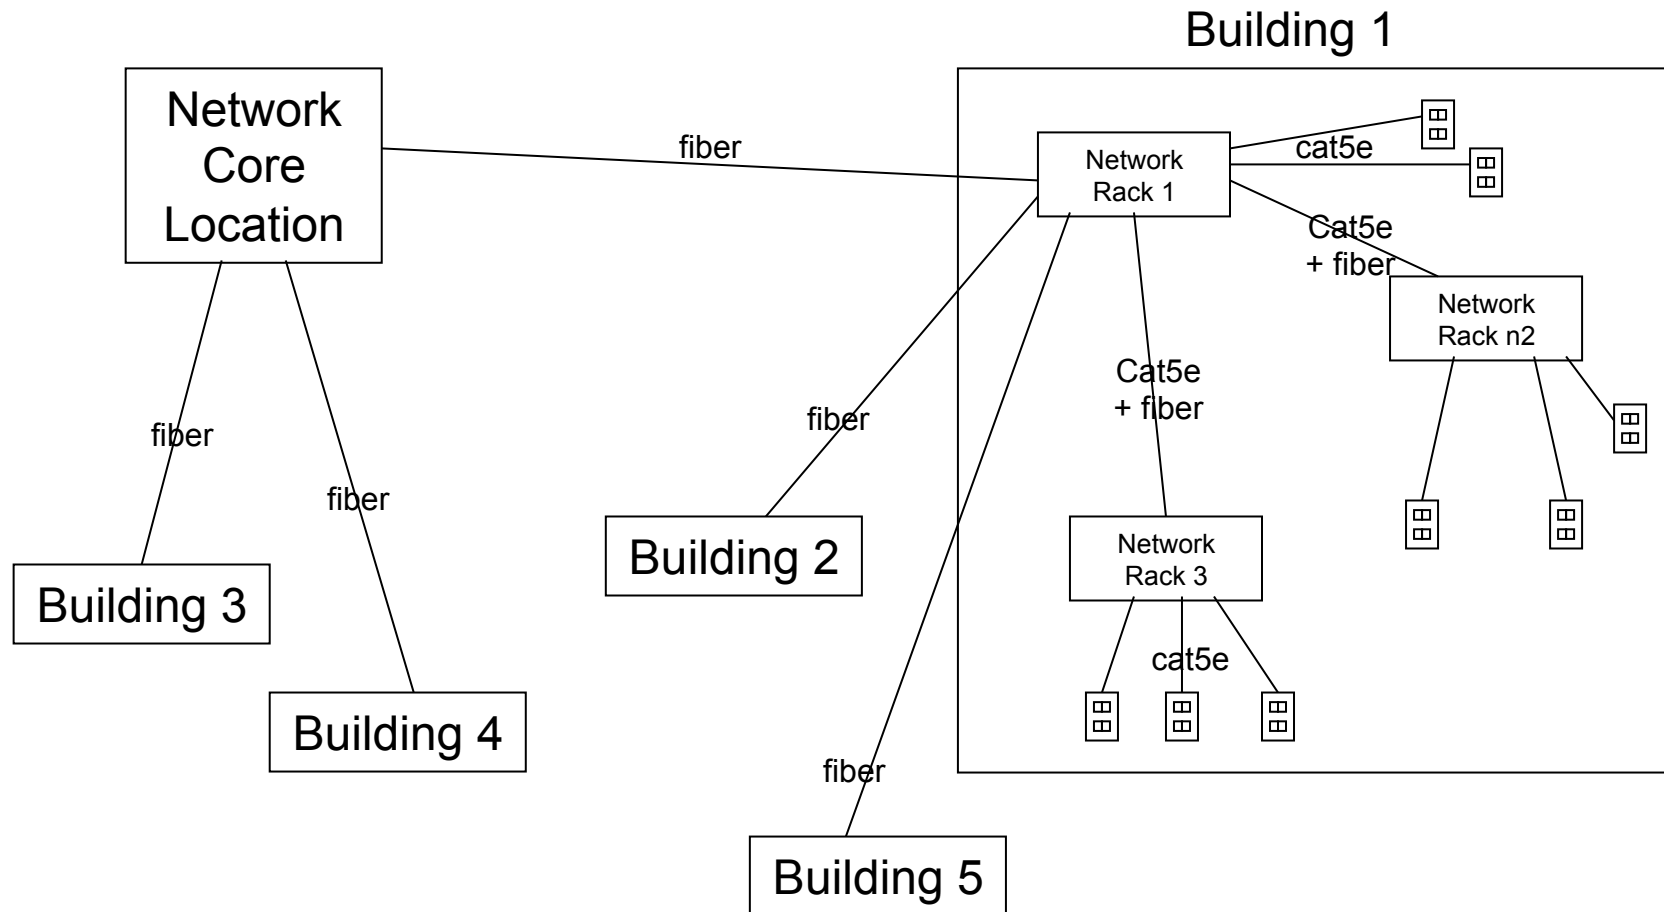 Building 1
Network
Core
Location
fiber
Network
Rack 1
cat5e
Cat5e
+ fiber
Network
Rack n2
Cat5e
+ fiber
fiber
fiber
fiber
Building 2
Network
Rack 3
Building 3
cat5e
Building 4
fiber
Building 5